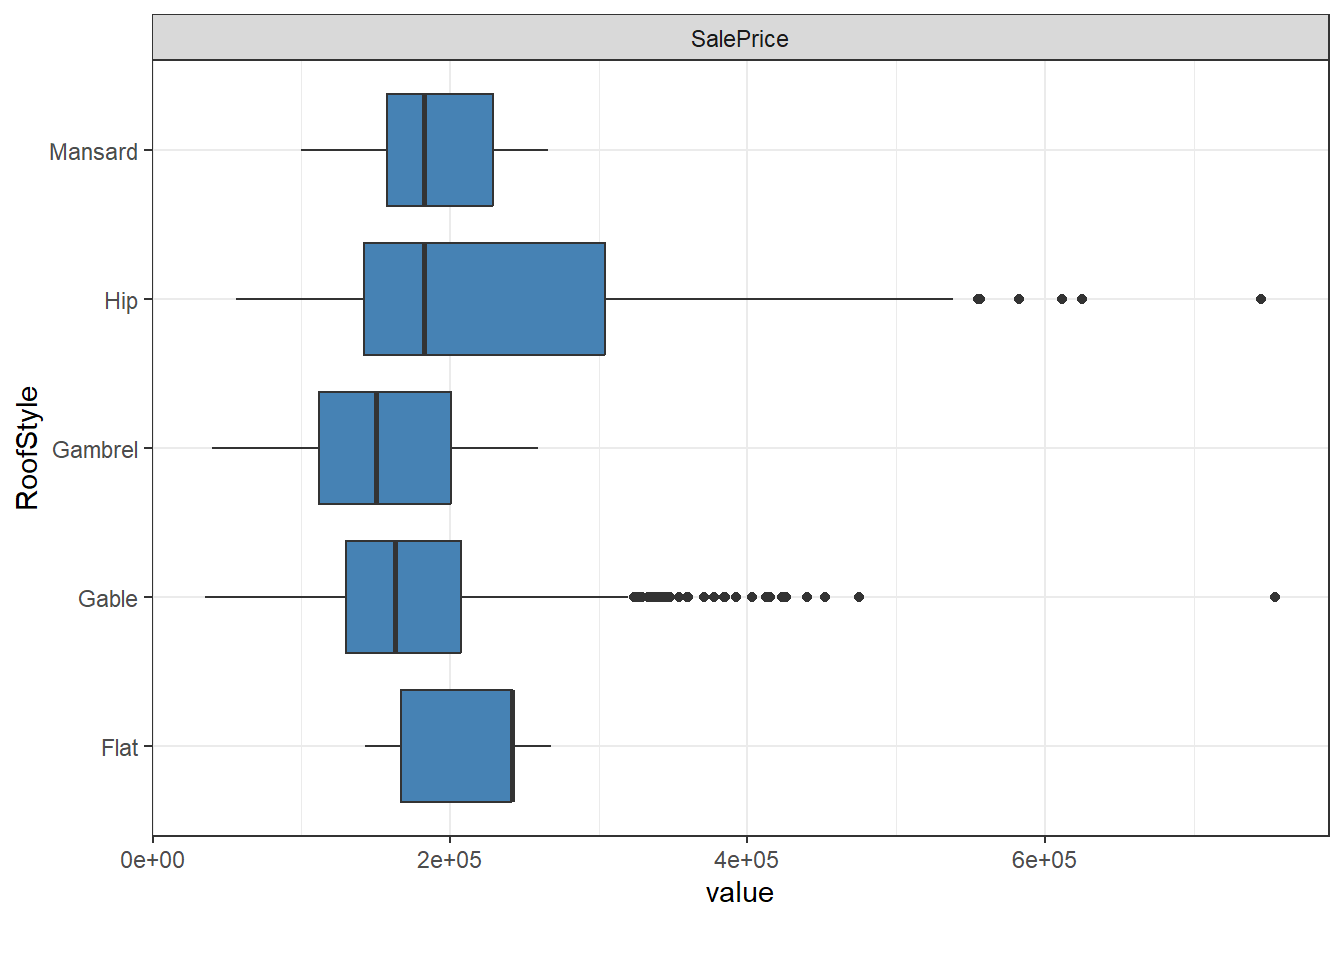 SalePrice
Mansard
Hip
Gambrel
Gable
Flat
RoofStyle
0e+00 2e+05 4e+05 6e+05
value